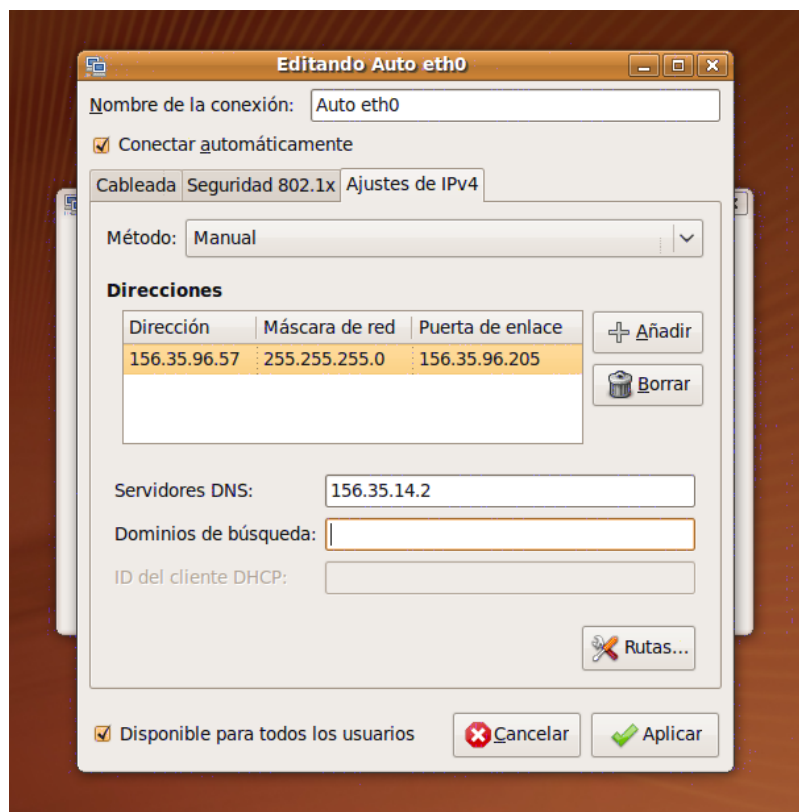 Editando Auto eth0
Nombre de la conexión: Auto eth0
Conectar automáticamente
Cableada Seguridad 802.1x Ajustes de IPv4
Método: Manual
Direcciones
Dirección Máscara de red Puerta de enlace
156.35.96.57 255.255.255.0 156.35.96.205
Añadir
Borrar
Servidores DNS: 156.35.14.2
Dominios de búsqueda:
ID del cliente DHCP:
Rutas...
Disponible para todos los usuarios
Cancelar
Aplicar